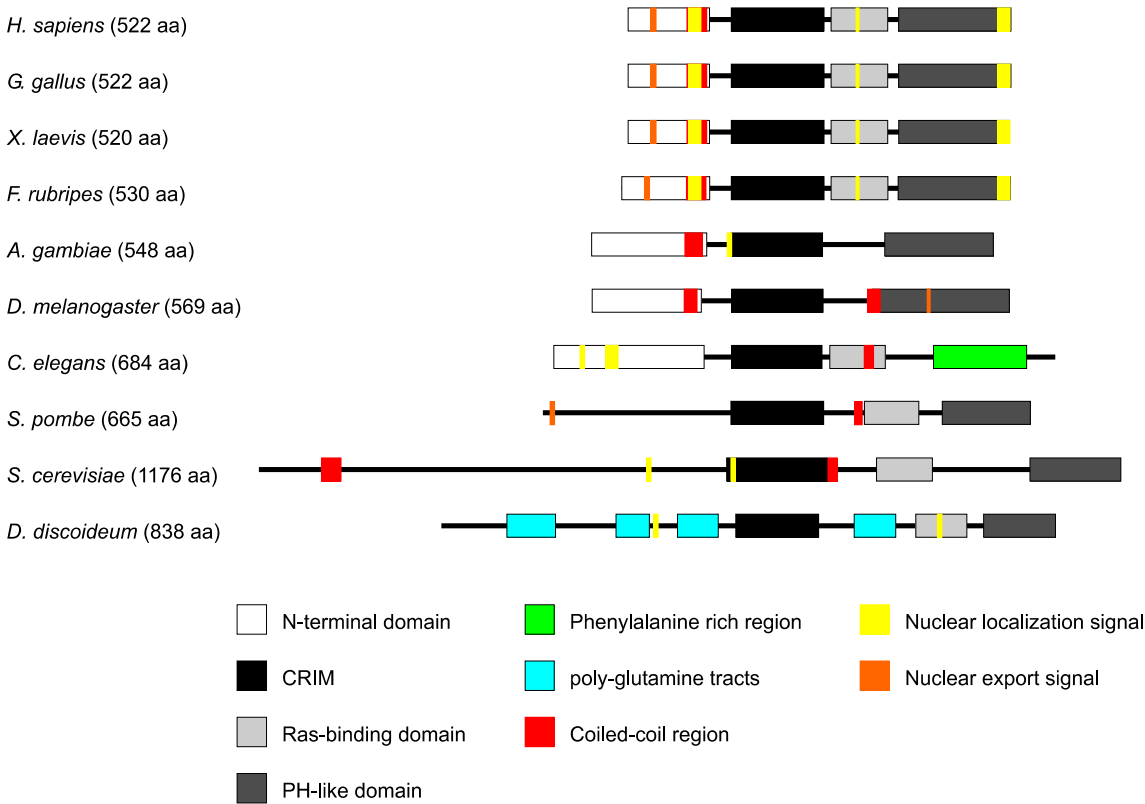 H. sapiens (522 aa)
G. gallus (522 aa)
X. laevis (520 aa)
F. rubripes (530 aa)
A. gambiae (548 aa)
D. melanogaster (569 aa)
C. elegans (684 aa)
S. pombe (665 aa)
S. cerevisiae (1176 aa)
D. discoideum (838 aa)
N-terminal domain
CRIM
Ras-binding domain
PH-like domain
Phenylalanine rich region
poly-glutamine tracts
Coiled-coil region
Nuclear localization signal
Nuclear export signal